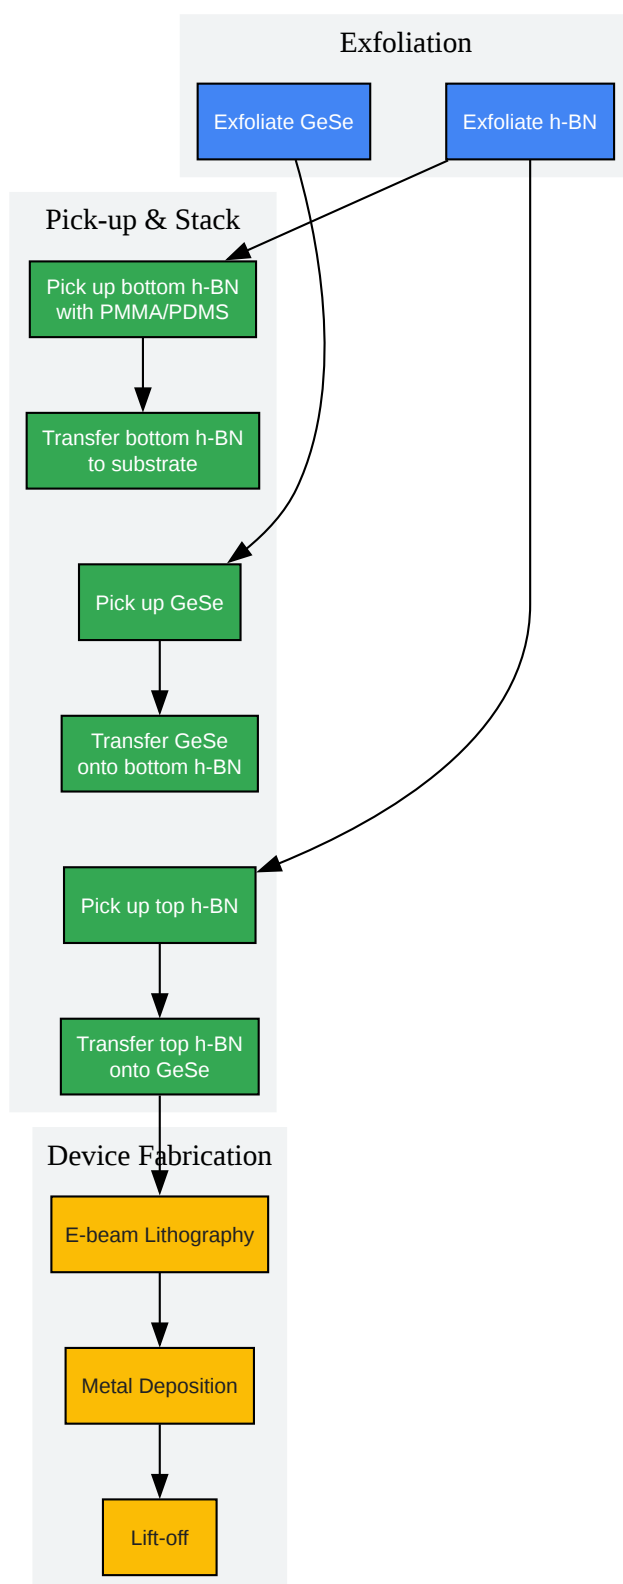 Exfoliation
Exfoliate GeSe
Exfoliate h-BN
Pick-up & Stack
Pick up bottom h-BN
with PMMA/PDMS
Transfer bottom h-BN
to substrate
Pick up GeSe
Transfer GeSe
onto bottom h-BN
Pick up top h-BN
Transfer top h-BN
onto GeSe
Device Fabrication
E-beam Lithography
Metal Deposition
Lift-off